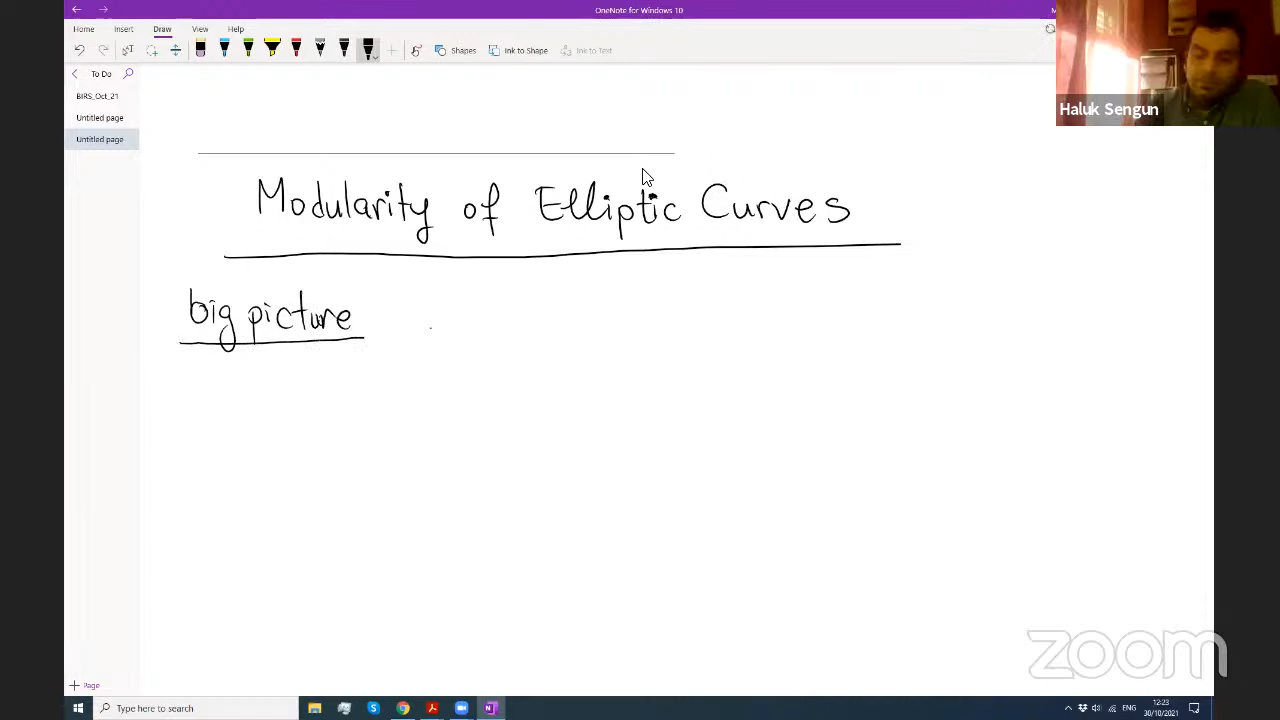 OneNote for Windows 10
Home Insert Draw View Help
Shapes Ink to Shape Ink to Text
To Do
BIRS_Oct_21
Untitled page
Untitled page
Haluk Sengun
Modularity of Elliptic Curves
big picture
zoom
Page
Type here to search
ENG
12:23
30/10/2021